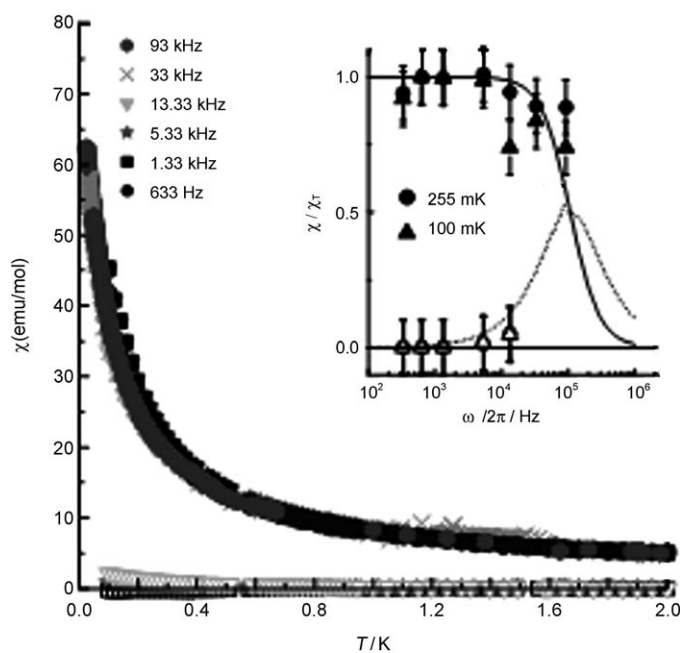 80
70
60
50
40
30
20
10
0
χ(emu/mol)
93 kHz
33 kHz
13.33 kHz
5.33 kHz
1.33 kHz
633 Hz
0.0 0.4 0.8 1.2 1.6 2.0
T / K
1.0
0.5
0.0
χ / χT
255 mK
100 mK
10² 10³ 10⁴ 10⁵ 10⁶
ω /2π / Hz